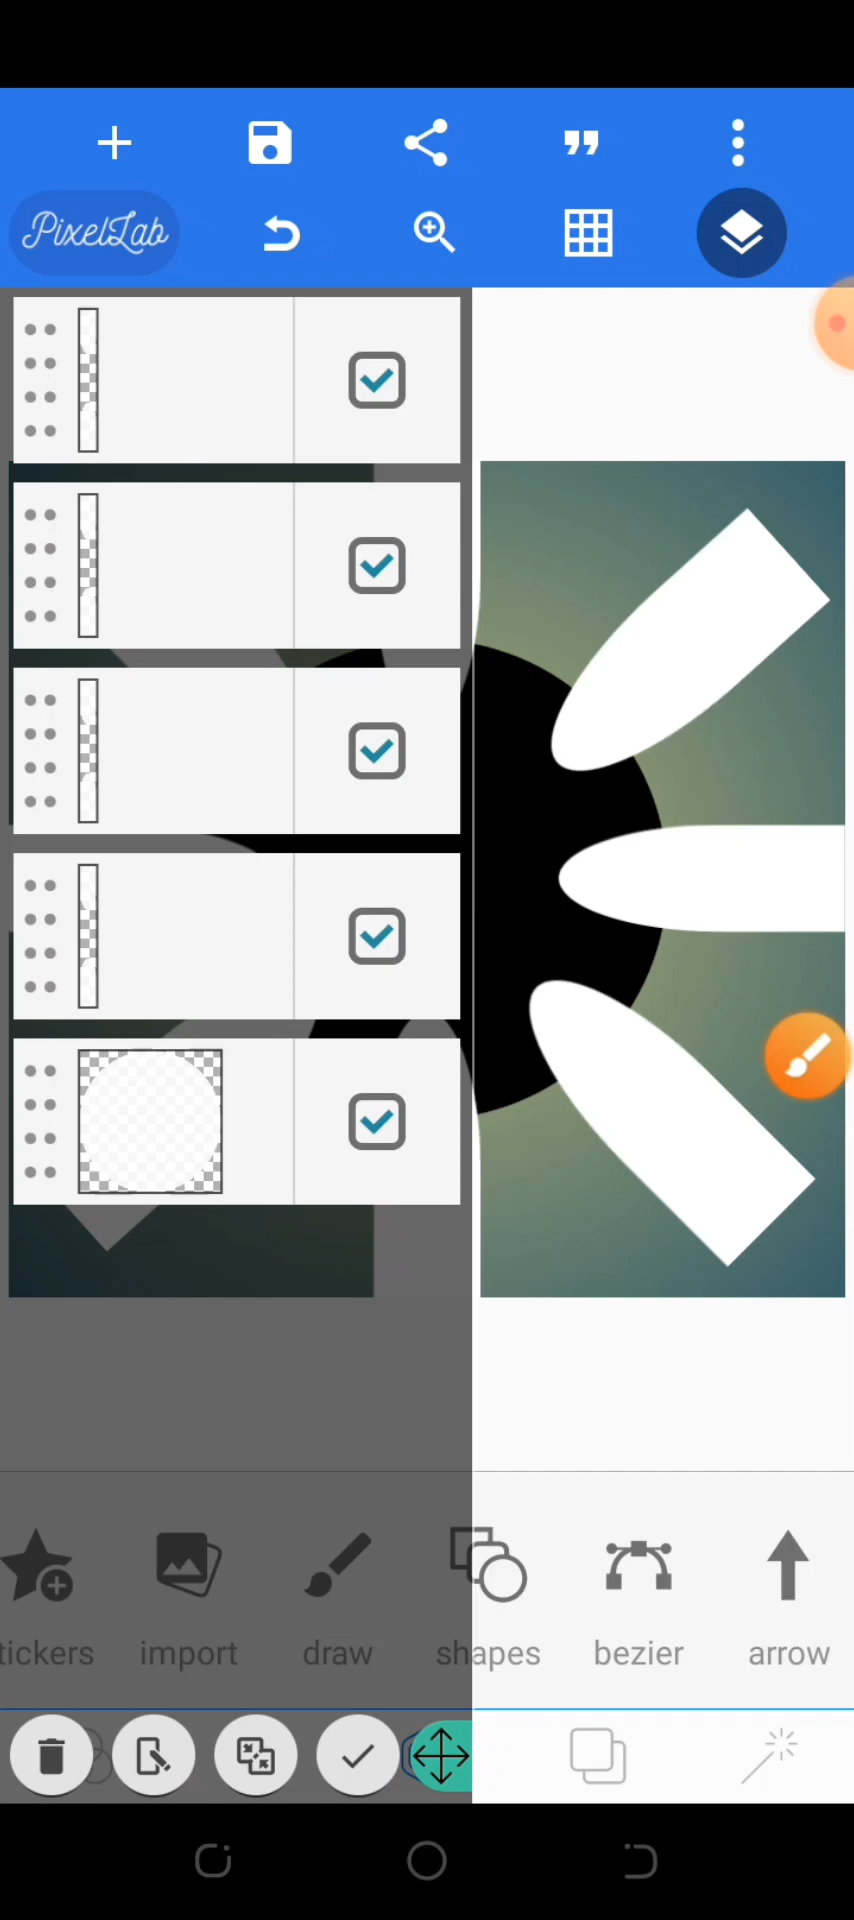 PixelLab
tickers
import
draw
shapes
bezier
arrow